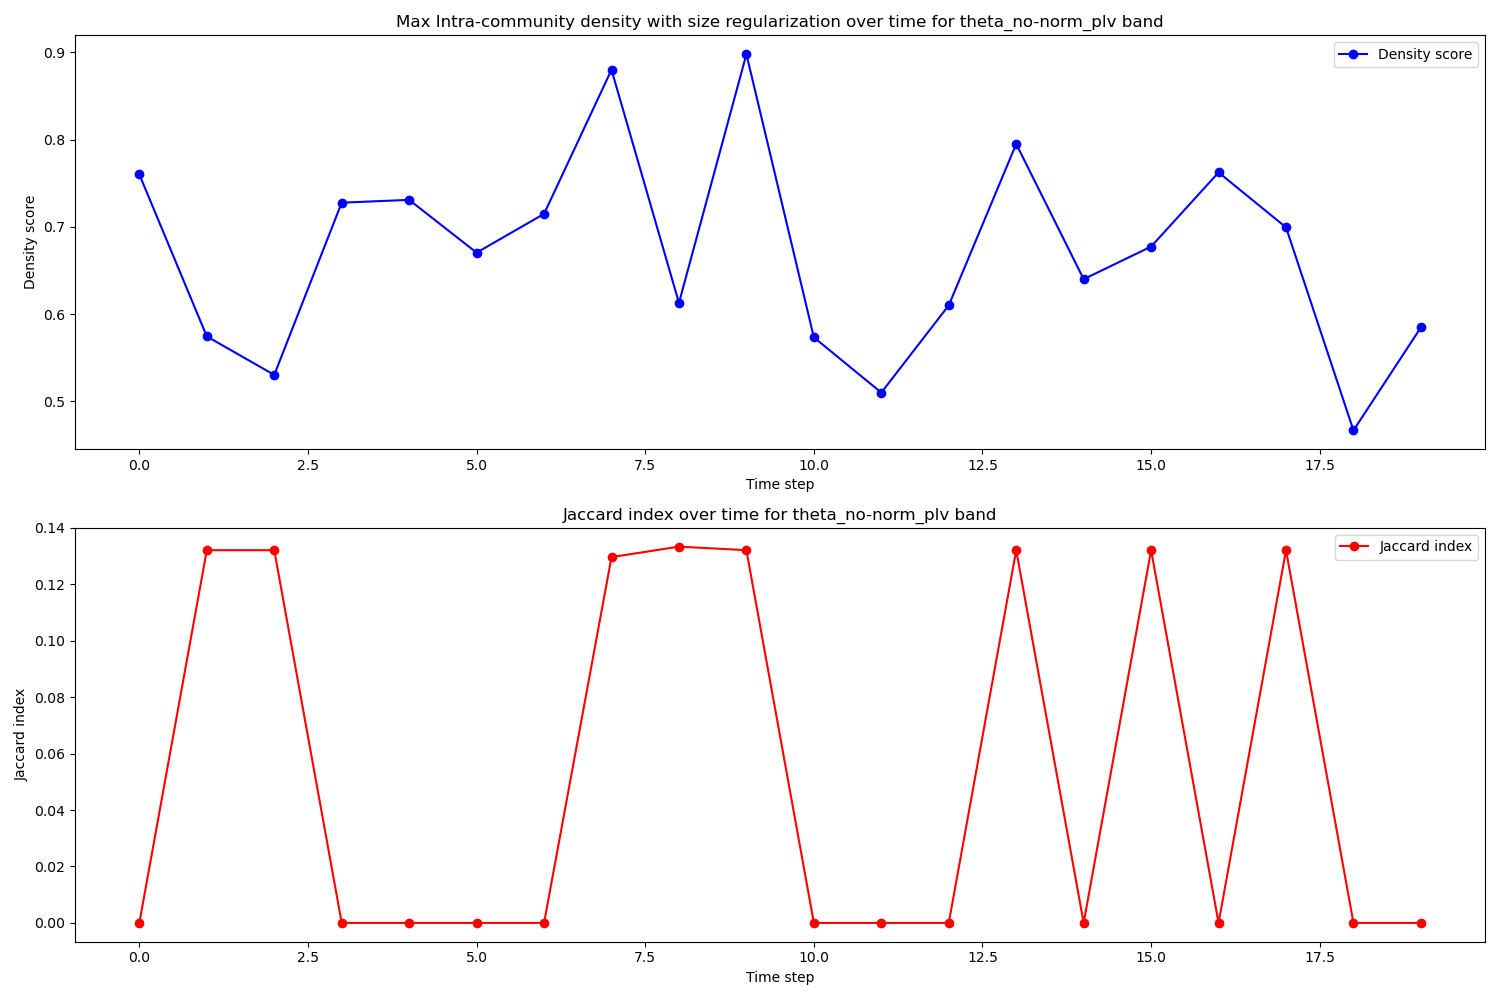 Max Intra-community density with size regularization over time for theta_no-norm_plv band
Density score
0.9
0.8
0.7
0.6
0.5
Density score
0.0 2.5 5.0 7.5 10.0 12.5 15.0 17.5
Time step
Jaccard index over time for theta_no-norm_plv band
Jaccard index
0.14
0.12
0.10
0.08
0.06
0.04
0.02
0.00
Jaccard index
0.0 2.5 5.0 7.5 10.0 12.5 15.0 17.5
Time step